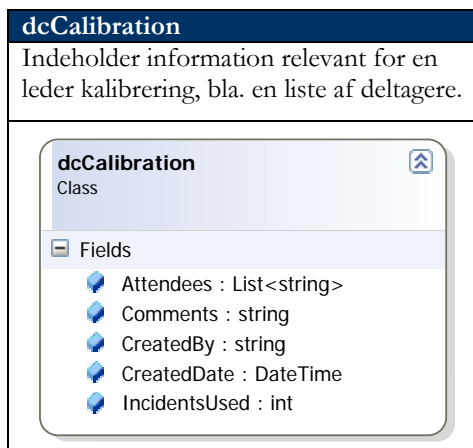 dcCalibration
Indeholder information relevant for en
leder kalibrering, bla. en liste af deltagere.
dcCalibration
Class
Fields
Attendees : List<string>
Comments : string
CreatedBy : string
CreatedDate : DateTime
IncidentsUsed : int